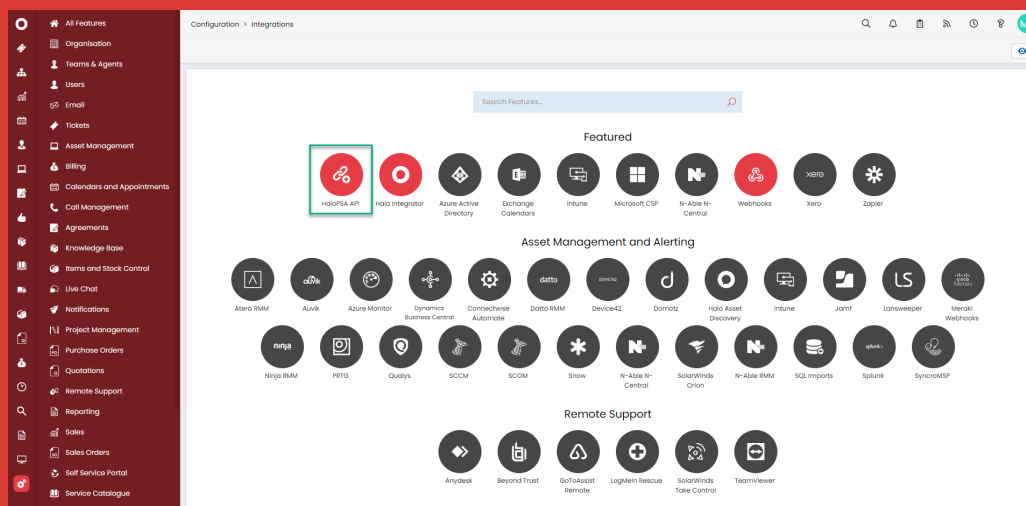 All Features
Organisation
Teams & Agents
Users
Email
Tickets
Asset Management
Billing
Calendars and Appointments
Call Management
Agreements
Knowledge Base
Items and Stock Control
Live Chat
Notifications
Project Management
Purchase Orders
Quotations
Remote Support
Reporting
Sales
Sales Orders
Self Service Portal
Service Catalogue
Configuration > Integrations
Search Features...
Featured
xero
HaloPSA API
Halo Integrator
Azure Active
Directory
Exchange
Calendars
Intune
Microsoft CSP
N-Able N-
Central
Webhooks
Xero
Zapier
Asset Management and Alerting
auvik
datto
DEVICE42
LS
cisco
Meraki
Atera RMM
Auvik
Azure Monitor
Dynamics
Business Central
Connectwise
Automate
Datto RMM
Device42
Domotz
Halo Asset
Discovery
Intune
Jamf
Lansweeper
Meraki
Webhooks
ninja
splunk>
Ninja RMM
PRTG
Qualys
SCCM
SCOM
Snow
N-Able N-
Central
SolarWinds
Orion
N-Able RMM
SQL Imports
Splunk
SyncroMSP
Remote Support
Anydesk
Beyond Trust
GoToAssist
Remote
LogMeIn Rescue
SolarWinds
Take Control
TeamViewer